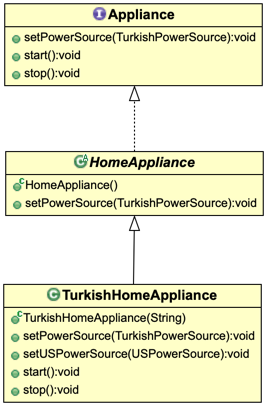 Appliance
setPowerSource(TurkishPowerSource):void
start():void
stop():void
HomeAppliance
HomeAppliance()
setPowerSource(TurkishPowerSource):void
TurkishHomeAppliance
TurkishHomeAppliance(String)
setPowerSource(TurkishPowerSource):void
setUSPowerSource(USPowerSource):void
start():void
stop():void